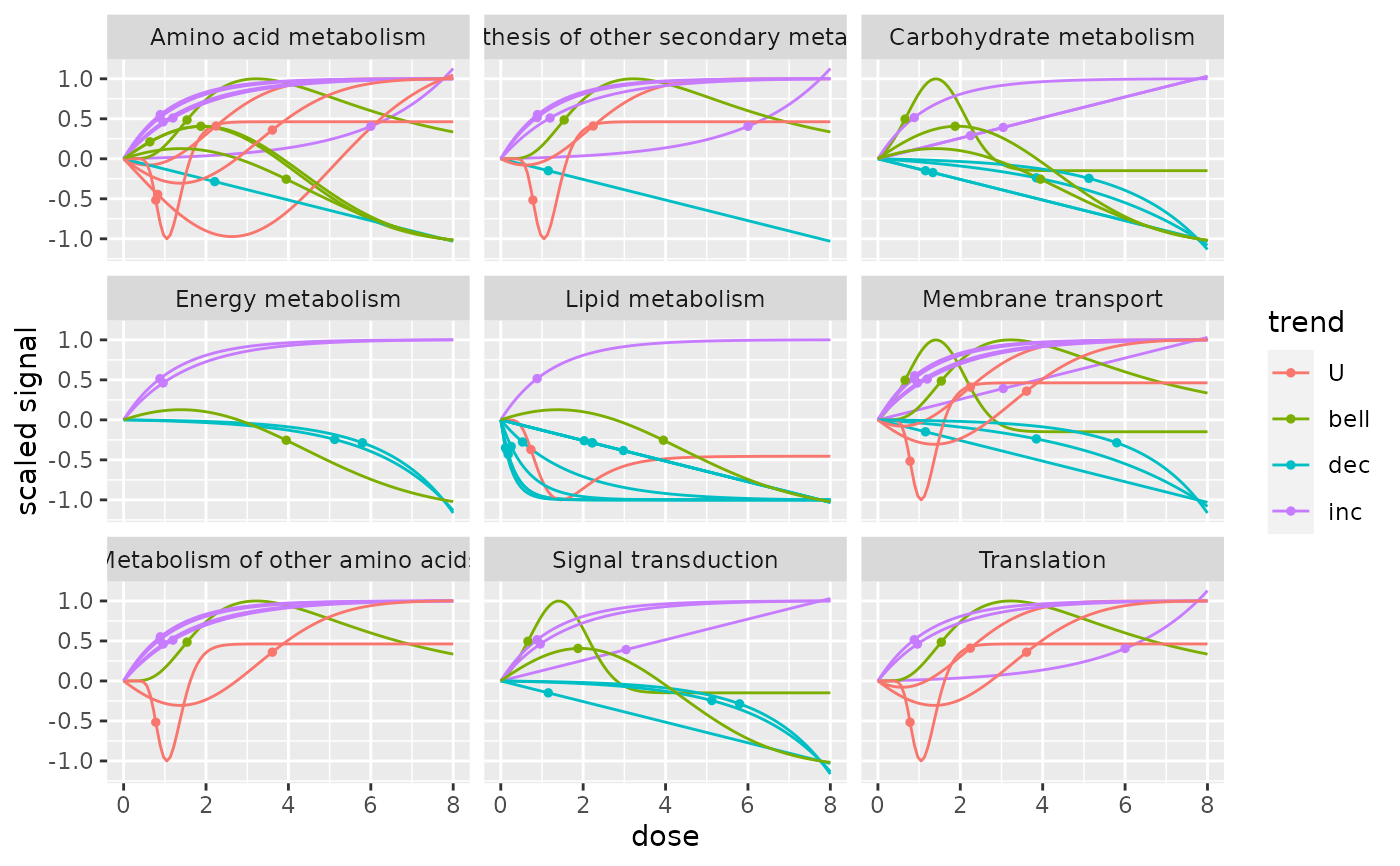 Amino acid metabolism
thesis of other secondary meta
Carbohydrate metabolism
1.0
0.5
0.0
-0.5
-1.0
Energy metabolism
Lipid metabolism
Membrane transport
1.0
0.5
0.0
-0.5
-1.0
Metabolism of other amino acids
Signal transduction
Translation
1.0
0.5
0.0
-0.5
-1.0
0 2 4 6 8
0 2 4 6 8
0 2 4 6 8
dose
scaled signal
trend
U
bell
dec
inc